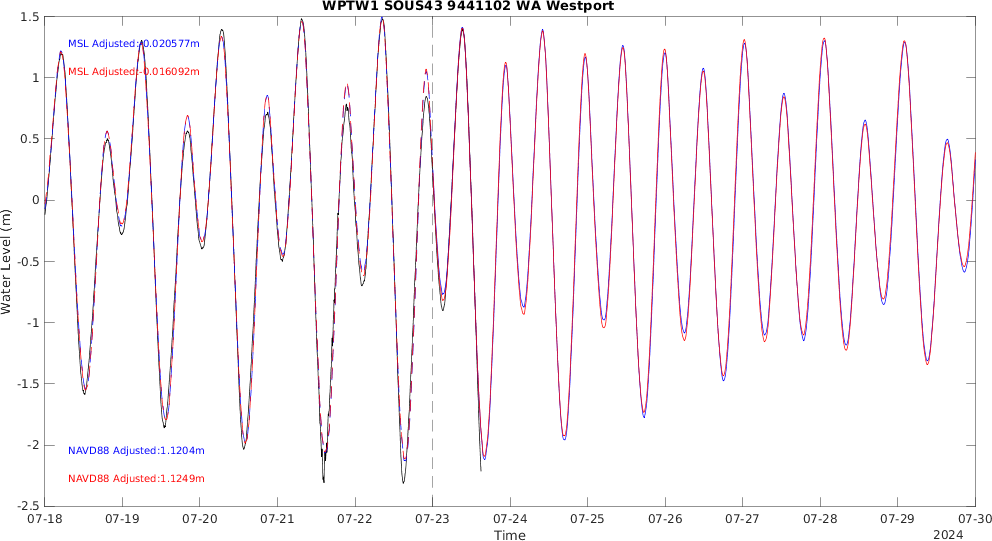 WPTW1 SOUS43 9441102 WA Westport
1.5
1
0.5
0
-0.5
-1
-1.5
-2
-2.5
Water Level (m)
MSL Adjusted:-0.020577m
MSL Adjusted:-0.016092m
NAVD88 Adjusted:1.1204m
NAVD88 Adjusted:1.1249m
07-18 07-19 07-20 07-21 07-22 07-23 07-24 07-25 07-26 07-27 07-28 07-29 07-30
Time
2024